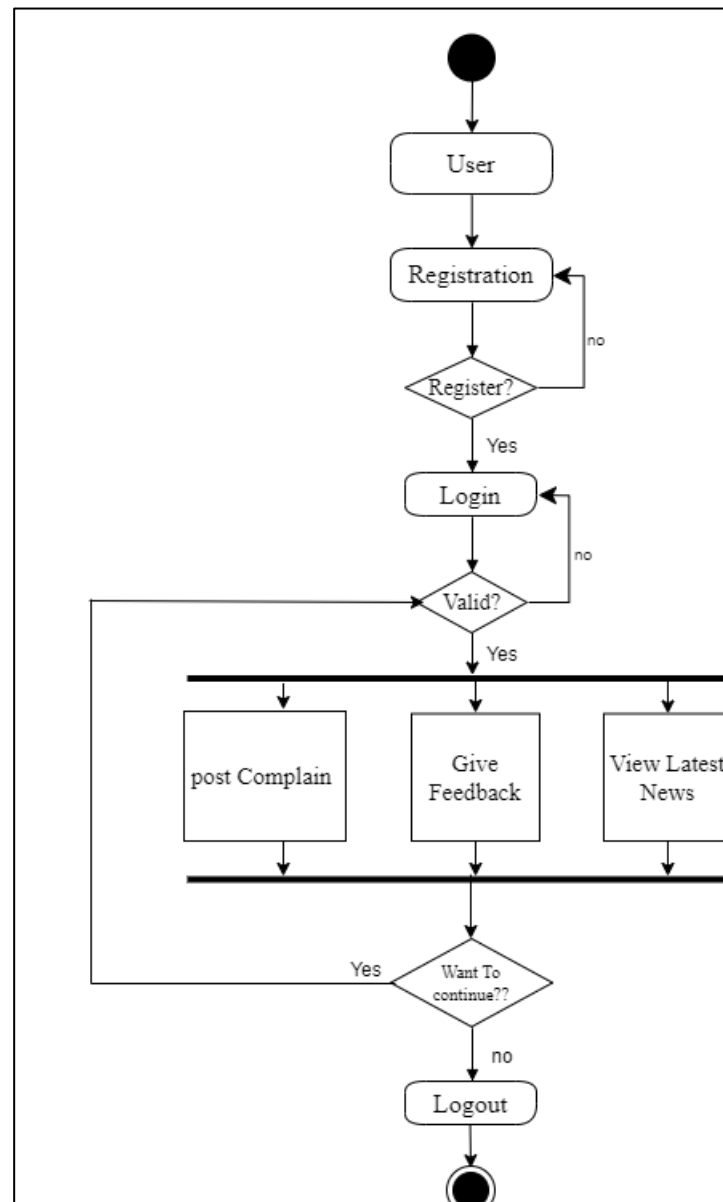 User
Registration
no
Register?
Yes
Login
no
Valid?
Yes
post Complain
Give
Feedback
View Latest
News
Yes
Want To
continue??
no
Logout